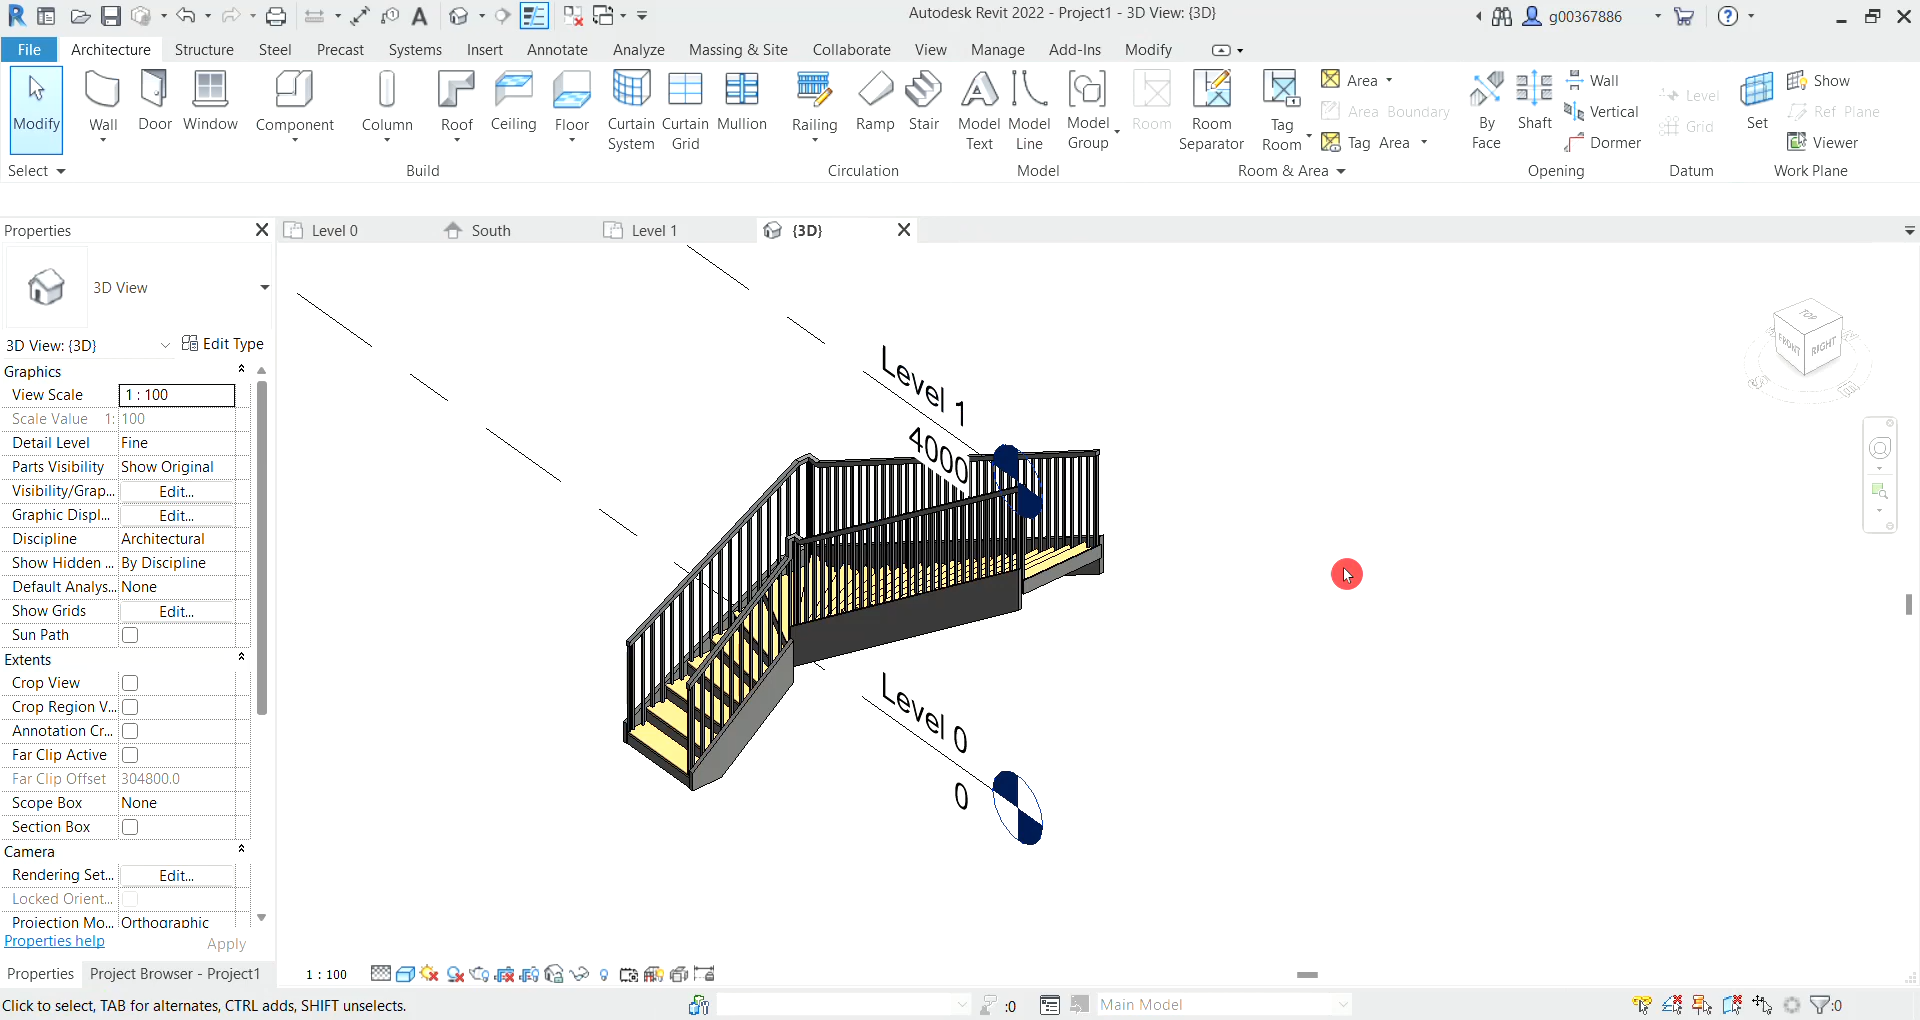 Autodesk Revit 2022 - Project1 - 3D View: {3D}
g00367886
File Architecture Structure Steel Precast Systems Insert Annotate Analyze Massing & Site Collaborate View Manage Add-Ins Modify
Modify Wall Door Window Component Column Roof Ceiling Floor Curtain System Curtain Grid Mullion Railing Ramp Stair Model Text Model Line Model Group Room Room Separator Tag Room
Area
Area Boundary
Tag Area
By Face Shaft
Wall
Vertical
Dormer
Level
Grid
Set
Show
Ref Plane
Viewer
Select Build Circulation Model Room & Area Opening Datum Work Plane
Properties
Level 0 South Level 1 {3D}
3D View
3D View: {3D} Edit Type
Graphics
View Scale 1 : 100
Scale Value 1: 100
Detail Level Fine
Parts Visibility Show Original
Visibility/Grap... Edit...
Graphic Displ... Edit...
Discipline Architectural
Show Hidden ... By Discipline
Default Analys... None
Show Grids Edit...
Sun Path
Extents
Crop View
Crop Region V...
Annotation Cr...
Far Clip Active
Far Clip Offset 304800.0
Scope Box None
Section Box
Camera
Rendering Set... Edit...
Locked Orient...
Projection Mo... Orthographic
Properties help Apply
Properties Project Browser - Project1
Level 1
4000
Level 0
0
TOP
FRONT
RIGHT
1 : 100
Click to select, TAB for alternates, CTRL adds, SHIFT unselects.
:0
Main Model
:0